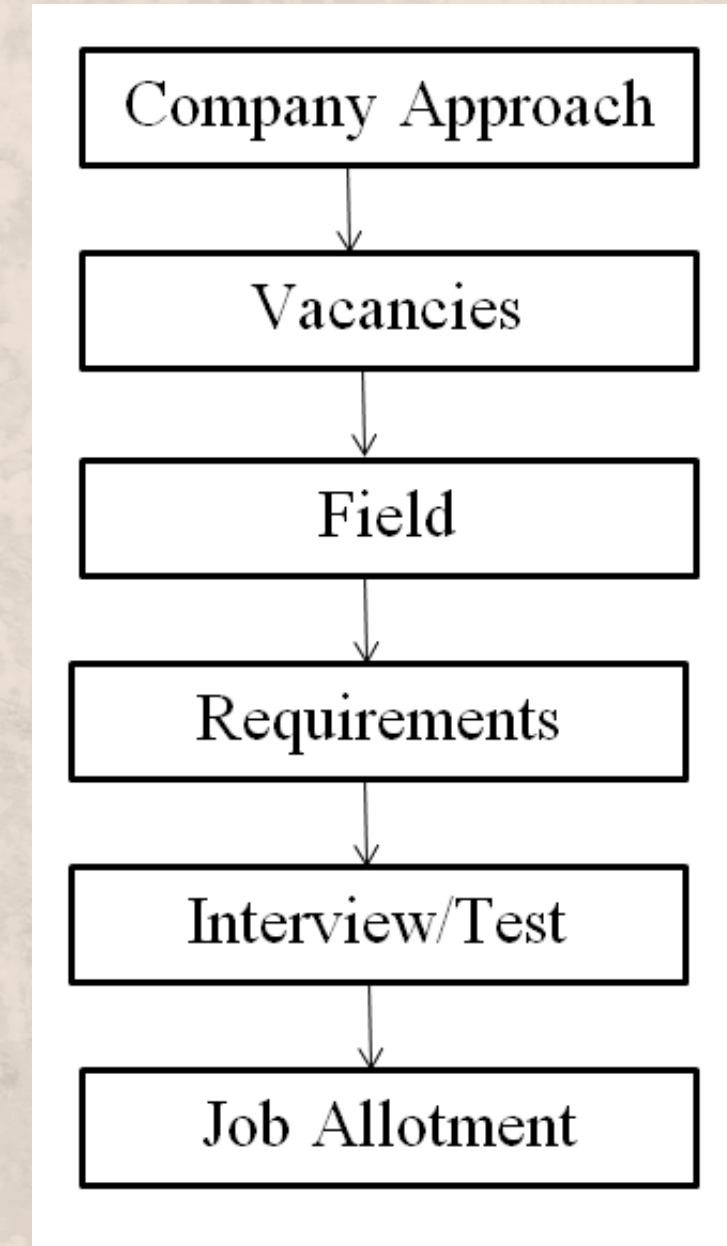 Company Approach
Vacancies
Field
Requirements
Interview/Test
Job Allotment